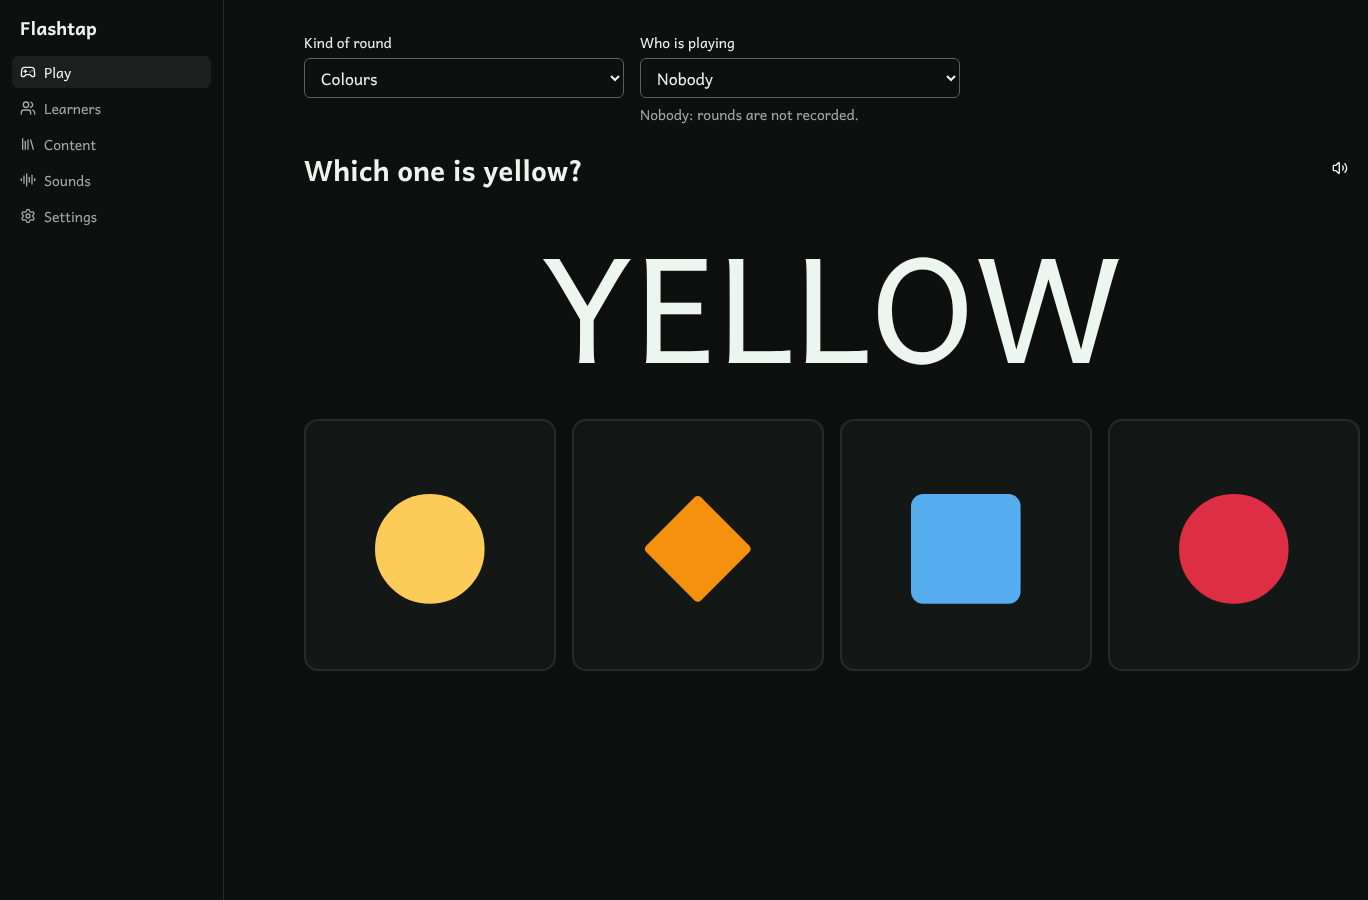 Flashtap
Play
Learners
Content
Sounds
Settings
Kind of round
Colours
Who is playing
Nobody
Nobody: rounds are not recorded.
Which one is yellow?
YELLOW